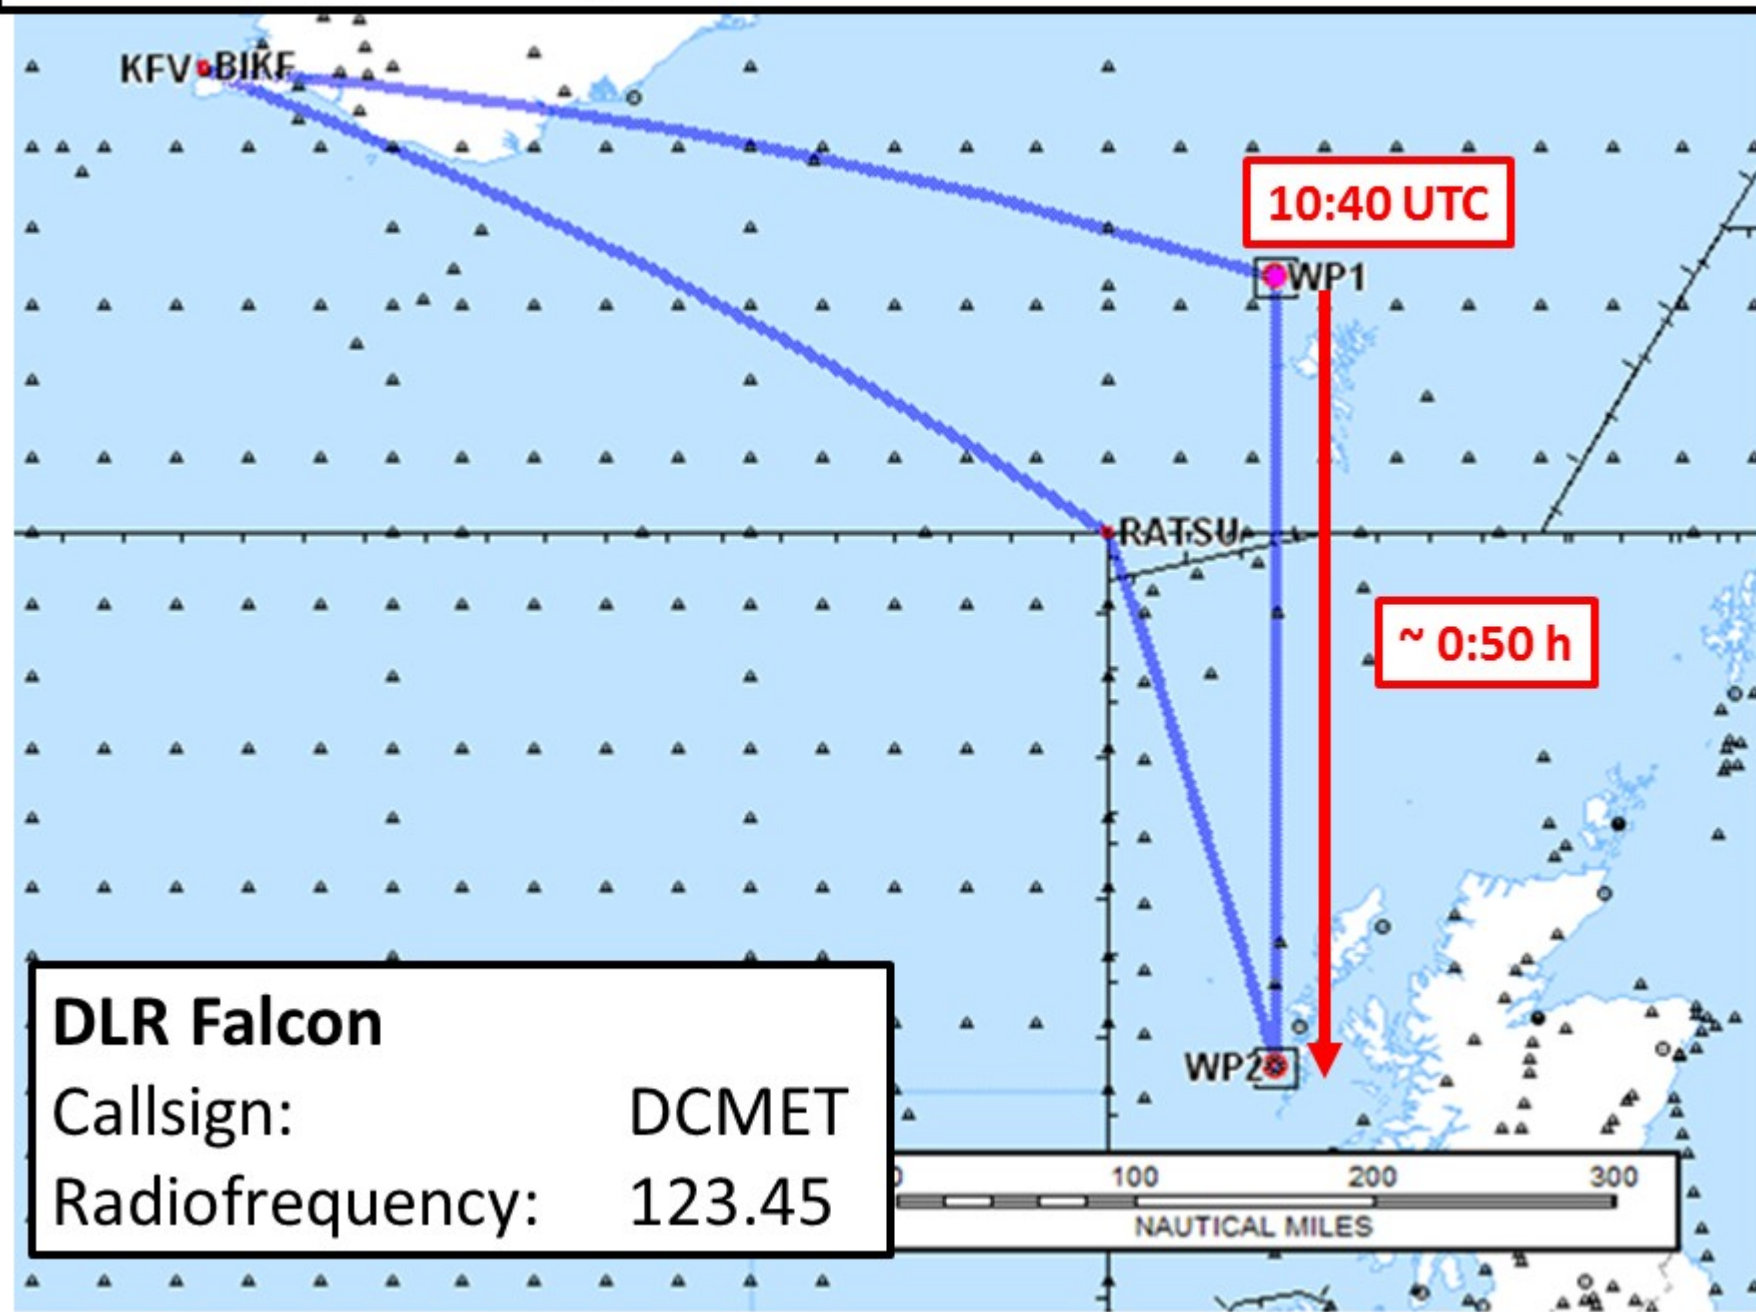 KFV BIKF
10:40 UTC
WP1
RATSU
~ 0:50 h
DLR Falcon
Callsign: DCMET
Radiofrequency: 123.45
WP2
0 100 200 300
NAUTICAL MILES